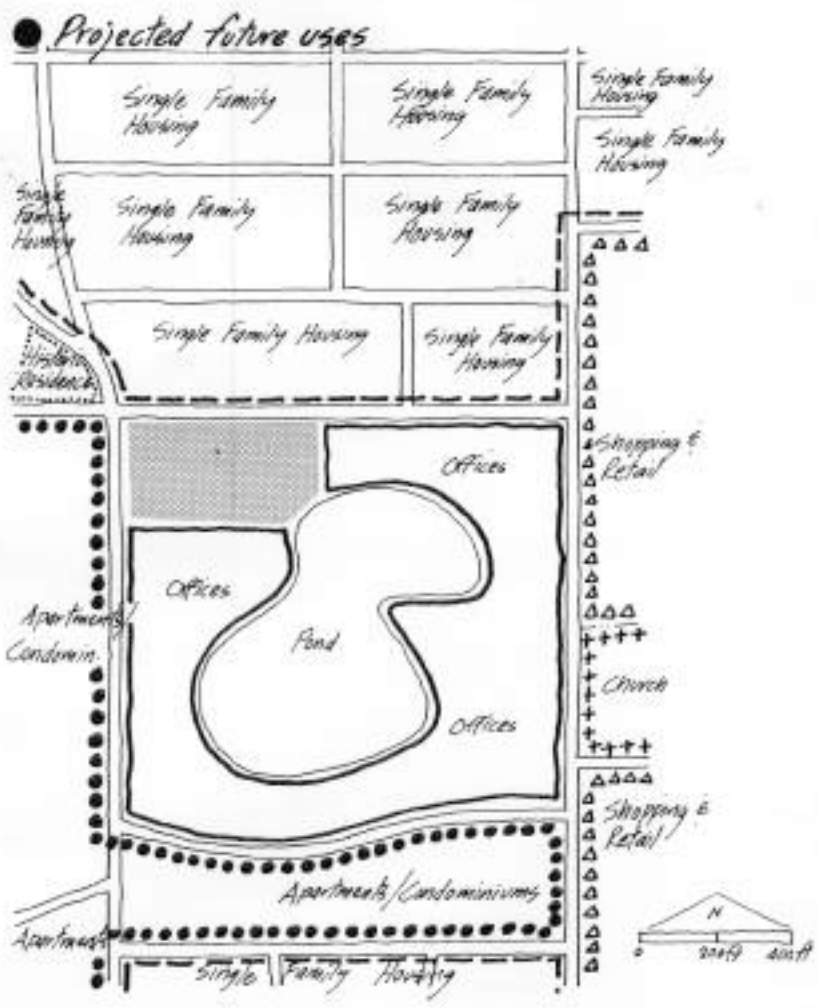 Projected future uses
Single Family
Housing
Single Family
Housing
Single Family
Housing
Single Family
Housing
Single
Family
Housing
Single Family
Housing
Single Family
Housing
Single Family Housing
Single Family
Housing
Historic
Residence
Offices
Shopping &
Retail
Offices
Apartments/
Condomin.
Pond
Church
Offices
Shopping &
Retail
Apartments/Condominiums
Apartments
Single Family Housing
N
0 200ft 400ft